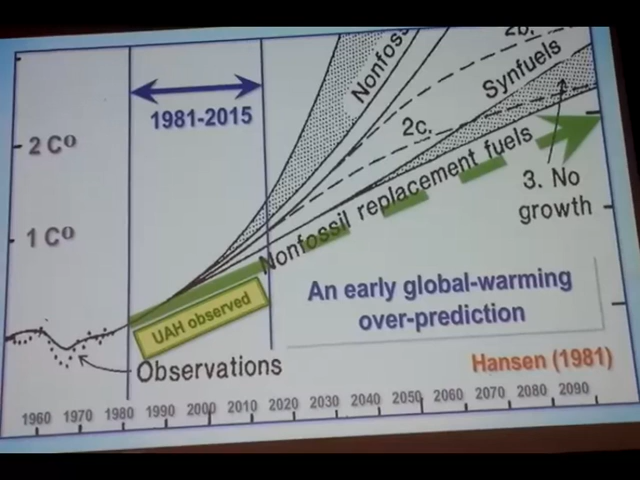 Nonfoss
2b.
Synfuels
1981-2015
2c.
2 Cº
Nonfossil replacement fuels
3. No
growth
1 Cº
An early global-warming
over-prediction
UAH observed
Observations
Hansen (1981)
1960 1970 1980 1990 2000 2010 2020 2030 2040 2050 2060 2070 2080 2090